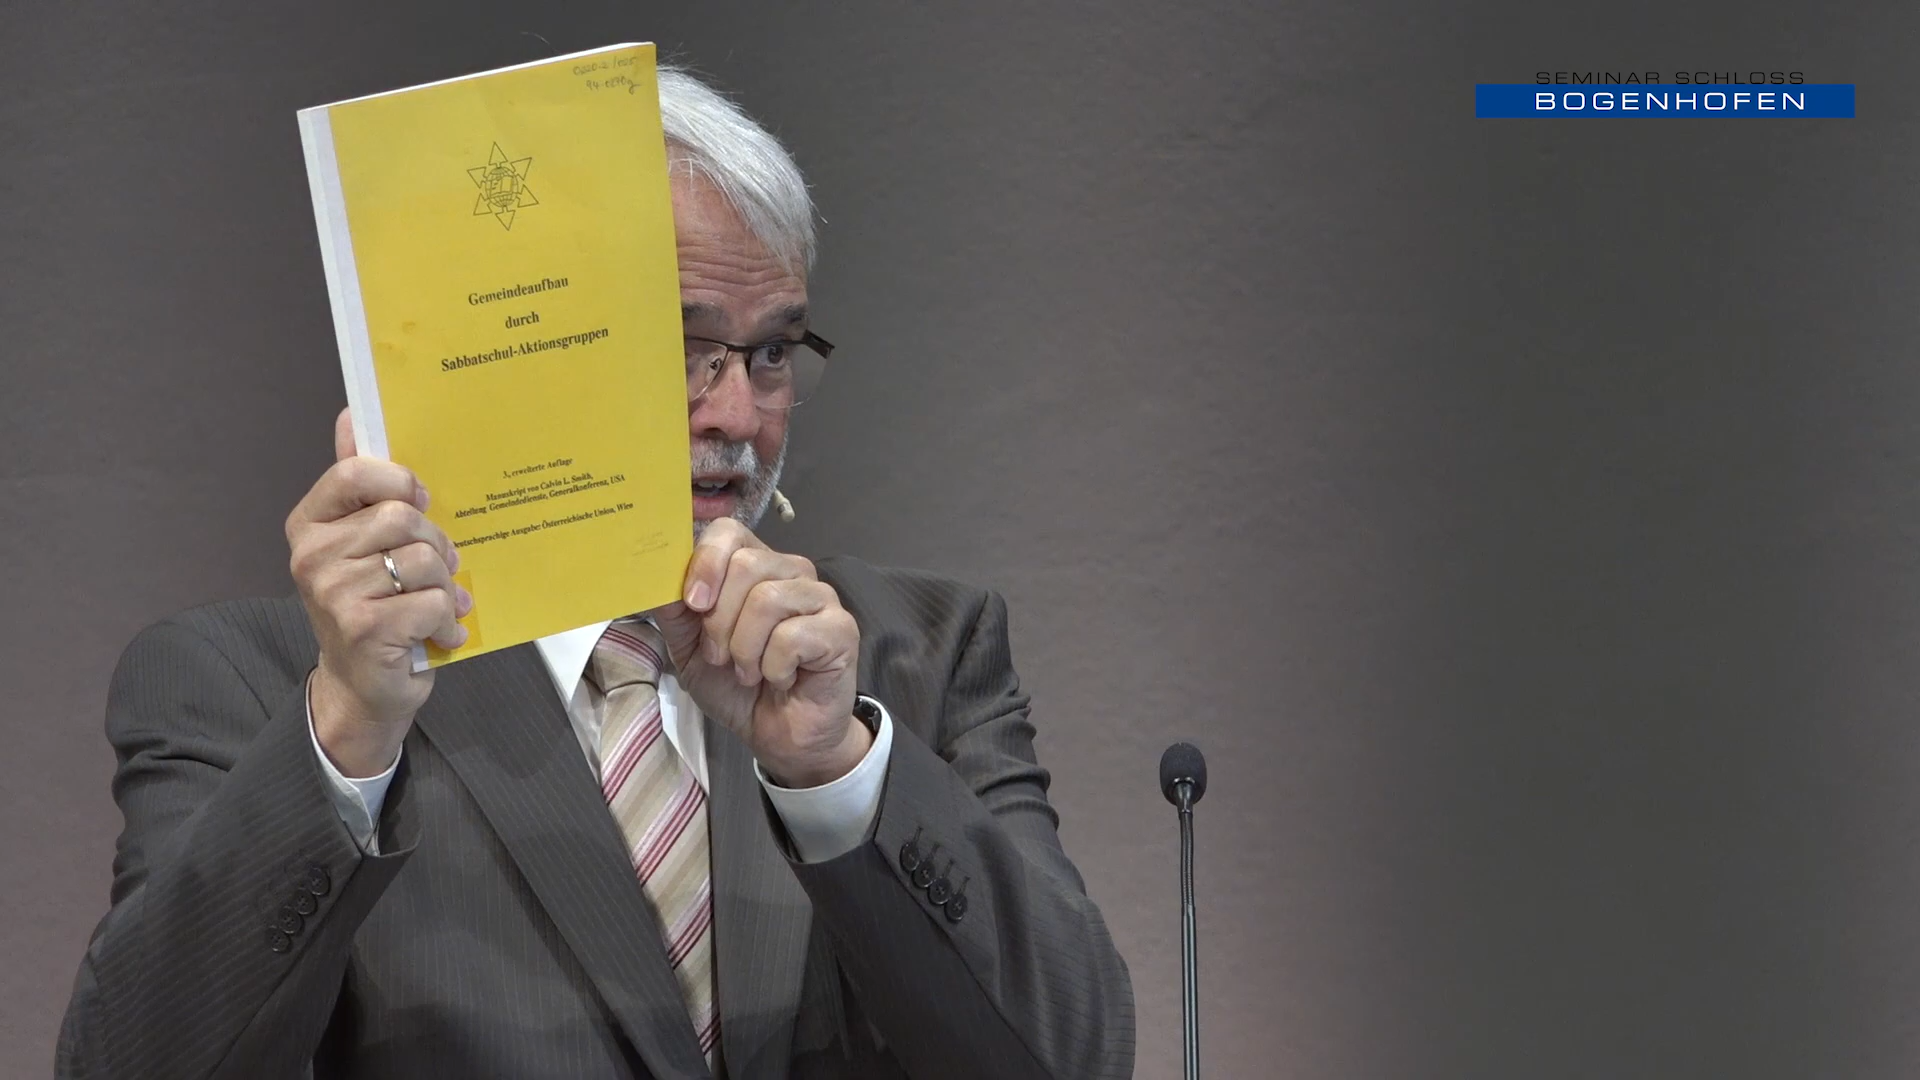 SEMINAR SCHLOSS
BOGENHOFEN
Gemeindeaufbau
durch
Sabbatschul-Aktionsgruppen
3., erweiterte Auflage
Manuskript von Calvin L. Smith,
Abteilung Gemeindedienste, Generalkonferenz, USA
Deutschsprachige Ausgabe: Österreichische Union, Wien